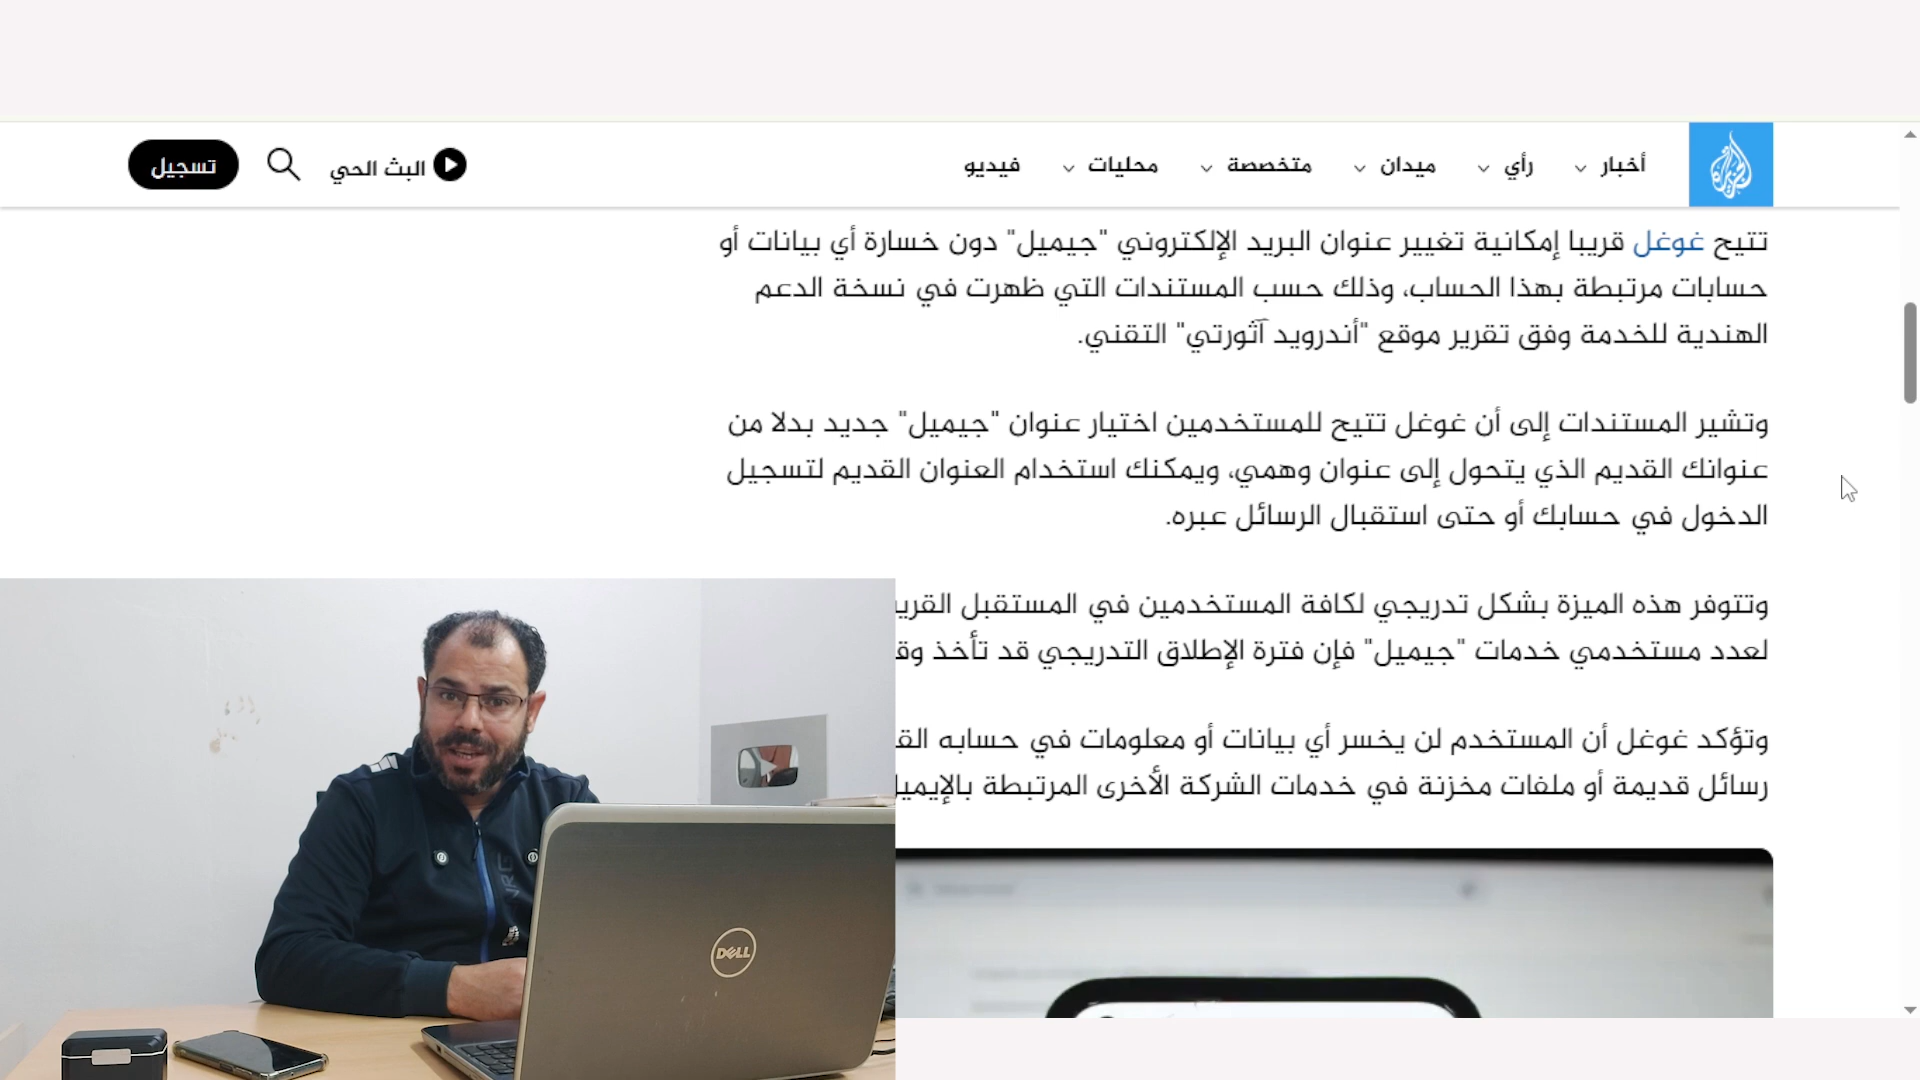 أخبار
رأي
ميدان
متخصصة
محليات
فيديو
البث الحي
تسجيل
تتيح غوغل قريبا إمكانية تغيير عنوان البريد الإلكتروني "جيميل" دون خسارة أي بيانات أو
حسابات مرتبطة بهذا الحساب، وذلك حسب المستندات التي ظهرت في نسخة الدعم
الهندية للخدمة وفق تقرير موقع "أندرويد آثورتي" التقني.
وتشير المستندات إلى أن غوغل تتيح للمستخدمين اختيار عنوان "جيميل" جديد بدلا من
عنوانك القديم الذي يتحول إلى عنوان وهمي، ويمكنك استخدام العنوان القديم لتسجيل
الدخول في حسابك أو حتى استقبال الرسائل عبره.
وتتوفر هذه الميزة بشكل تدريجي لكافة المستخدمين في المستقبل
لعدد مستخدمي خدمات "جيميل" فإن فترة الإطلاق التدريجي قد تأخذ
وتؤكد غوغل أن المستخدم لن يخسر أي بيانات أو معلومات في حسابه
رسائل قديمة أو ملفات مخزنة في خدمات الشركة الأخرى المرتبطة
DELL